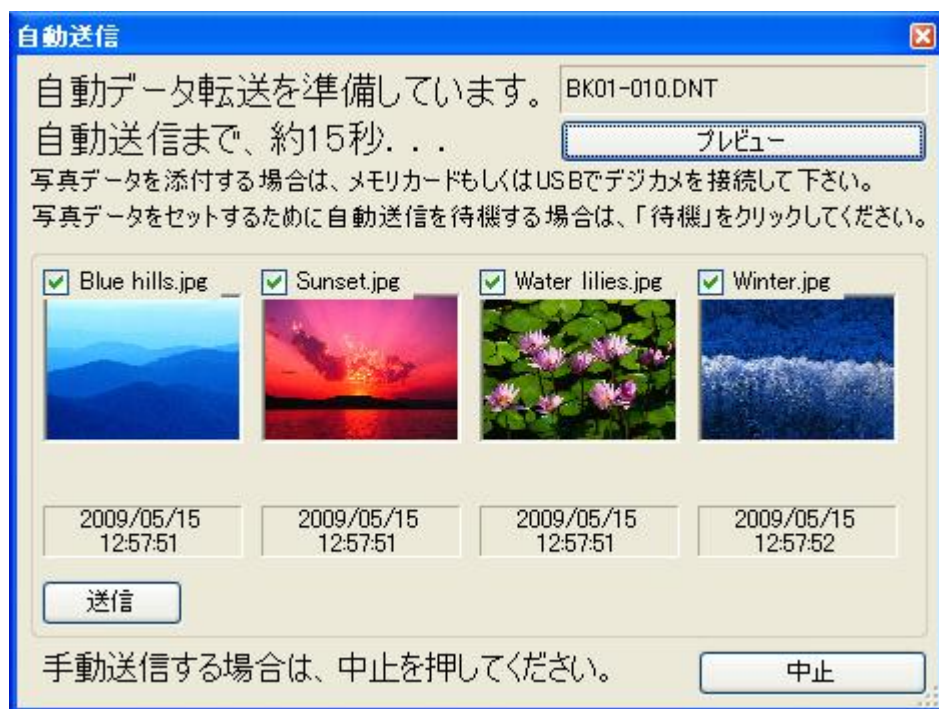 自動送信
自動データ転送を準備しています。
BK01-010.DNT
自動送信まで、約15秒...
プレビュー
写真データを添付する場合は、メモリカードもしくはUSBでデジカメを接続して下さい。
写真データをセットするために自動送信を待機する場合は、「待機」をクリックしてください。
Blue hills.jpg
Sunset.jpg
Water lilies.jpg
Winter.jpg
2009/05/15
12:57:51
2009/05/15
12:57:51
2009/05/15
12:57:51
2009/05/15
12:57:52
送信
手動送信する場合は、中止を押してください。
中止